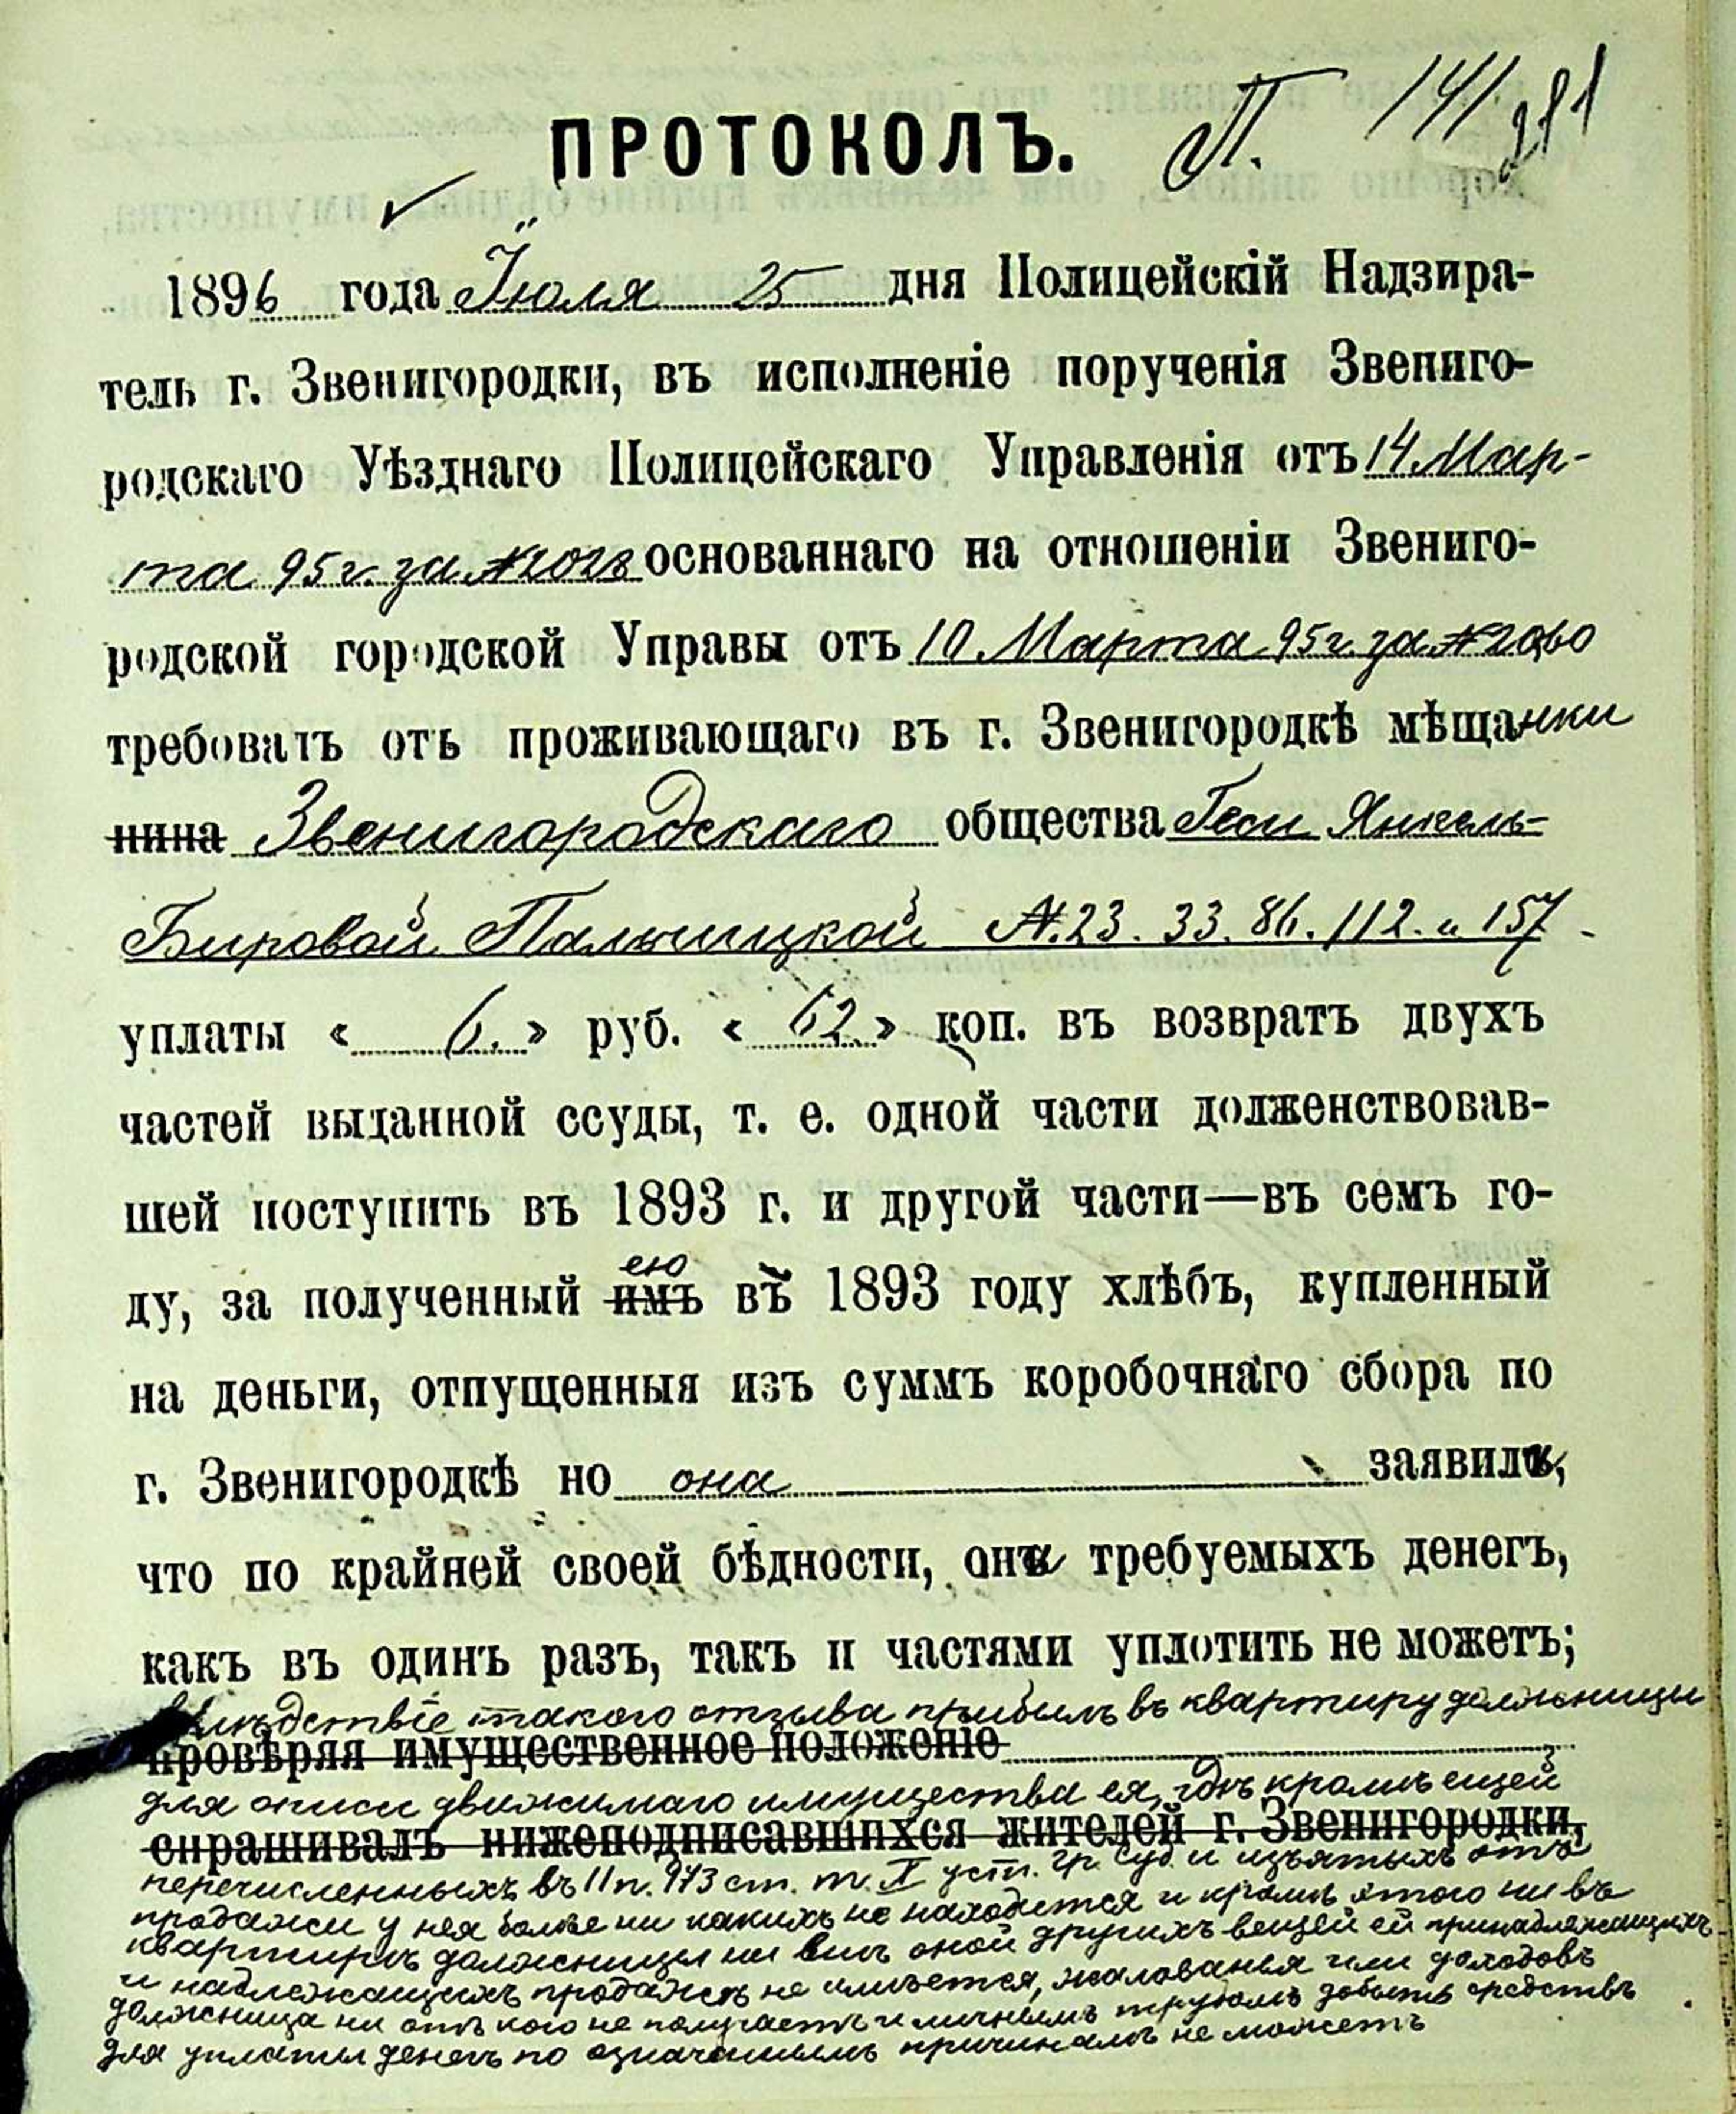 П. 141 281
ПРОТОКОЛЪ.
1896 года Іюля 25 дня Полицейскій Надзира-
тель г. Звенигородки, въ исполненіе порученія Звениго-
родскаго Уѣзднаго Полицейскаго Управленія отъ 14 Мар-
та 95 г. за № основаннаго на отношеніи Звениго-
родской городской Управы отъ 10 Марта 95 г. за №
требовать отъ проживающаго въ г. Звенигородкѣ мѣщанки
нина Звенигородскаго общества Геси Янкель-
Бировой № 23. 33. 86. 112. и 157
уплаты « 6. » руб. « 62 » коп. въ возвратъ двухъ
частей выданной ссуды, т. е. одной части долженствовав-
шей поступить въ 1893 г. и другой части—въ семъ го-
ду, за полученный имъ ею въ 1893 году хлѣбъ, купленный
на деньги, отпущенныя изъ суммъ коробочнаго сбора по
г. Звенигородкѣ но она заявила,
что по крайней своей бѣдности, она требуемыхъ денегъ,
какъ въ одинъ разъ, такъ и частями уплотить не можетъ;
Вслѣдствіе такого отзыва прибылъ въ квартиру должницы
провѣряя имущественное положеніе
для описи движимаго имущества ея, гдѣ кромѣ вещей
спрашивалъ нижеподписавшихся жителей г. Звенигородки,
перечисленныхъ въ 11 п. 973 ст. т. X уст. гр. суд. и изъятыхъ отъ
продажи у нея болѣе ни какихъ не находится и кромѣ этого ни въ
квартирѣ должницы ни внѣ оной другихъ вещей ей принадлежащихъ
и надлежащихъ продажѣ не имѣется, жалованья или доходовъ
должница ни отъ кого не получаетъ и личнымъ трудомъ добыть средствъ
для уплаты денегъ по означеннымъ причинамъ не можетъ